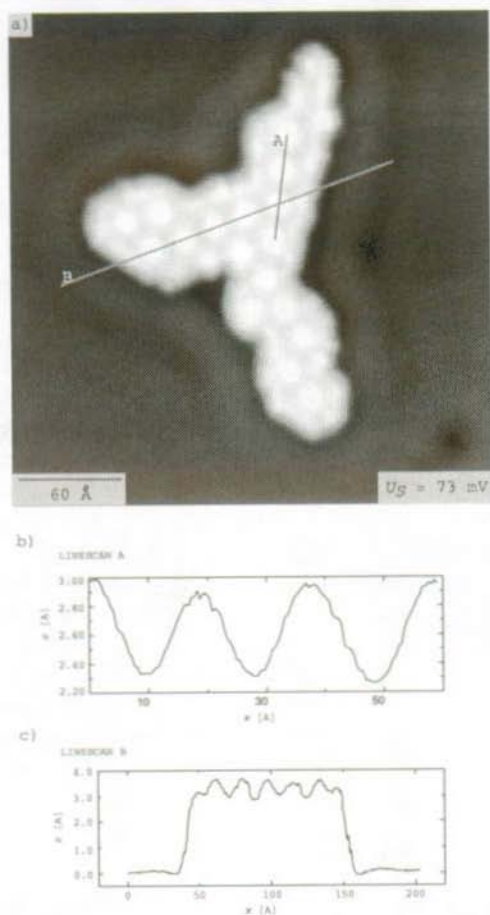 a)
A
B
60 Å
US = 73 mV
b)
LINESCAN A
3.00
2.80
2.60
2.40
2.20
z [A]
10
30
50
x [A]
c)
LINESCAN B
4.0
3.0
2.0
1.0
0.0
z [A]
0
50
100
150
200
x [A]